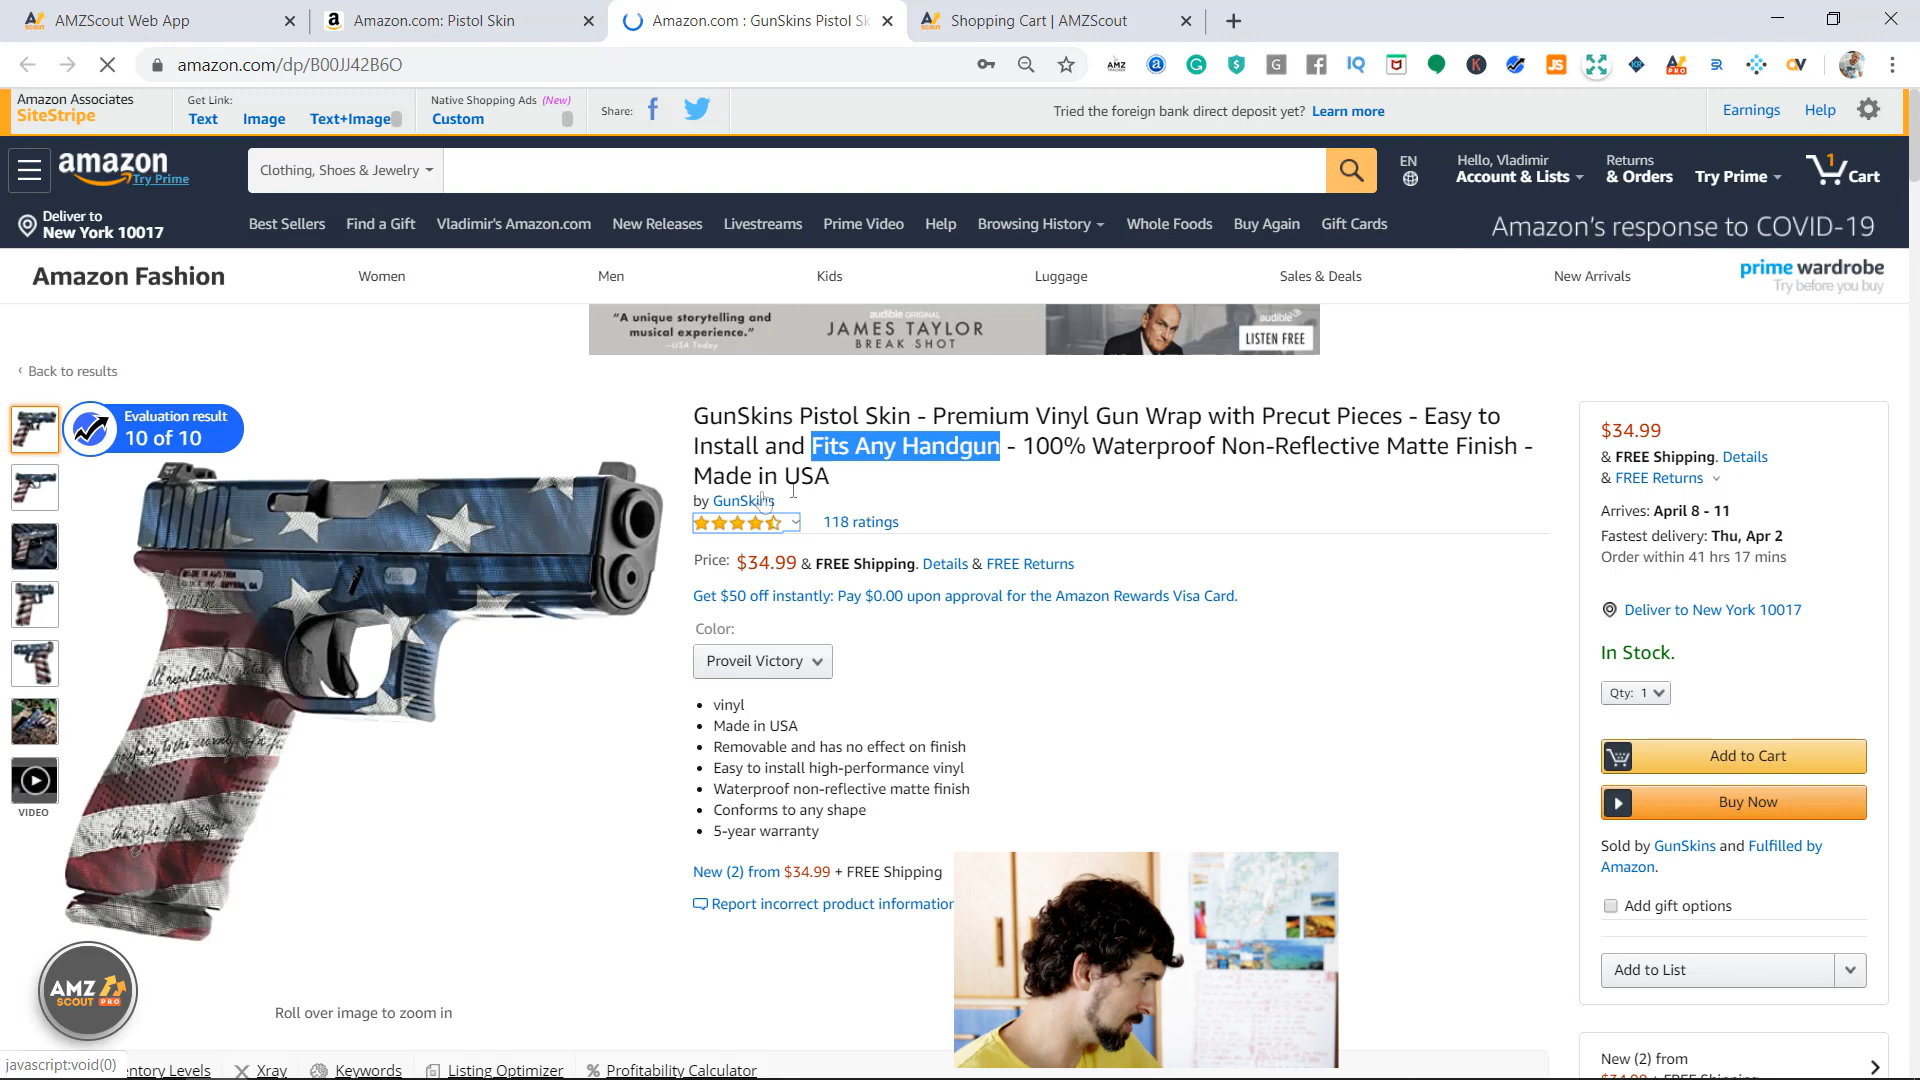 AMZScout Web App
Amazon.com: Pistol Skin
Amazon.com : GunSkins Pistol Sk
Shopping Cart | AMZScout
amazon.com/dp/B00JJ42B6O
Amazon Associates
SiteStripe
Get Link:
Text Image Text+Image
Native Shopping Ads (New)
Custom
Share:
Tried the foreign bank direct deposit yet? Learn more
Earnings
Help
amazon
Try Prime
Clothing, Shoes & Jewelry
EN
Hello, Vladimir
Account & Lists
Returns
& Orders
Try Prime
1
Cart
Deliver to
New York 10017
Best Sellers
Find a Gift
Vladimir's Amazon.com
New Releases
Livestreams
Prime Video
Help
Browsing History
Whole Foods
Buy Again
Gift Cards
Amazon's response to COVID-19
Amazon Fashion
Women
Men
Kids
Luggage
Sales & Deals
New Arrivals
prime wardrobe
Try before you buy
"A unique storytelling and
musical experience."
—USA Today
audible ORIGINAL
JAMES TAYLOR
BREAK SHOT
audible
LISTEN FREE
‹ Back to results
Evaluation result
10 of 10
GunSkins Pistol Skin - Premium Vinyl Gun Wrap with Precut Pieces - Easy to
Install and Fits Any Handgun - 100% Waterproof Non-Reflective Matte Finish -
Made in USA
by GunSkins
118 ratings
Price: $34.99 & FREE Shipping. Details & FREE Returns
Get $50 off instantly: Pay $0.00 upon approval for the Amazon Rewards Visa Card.
Color:
Proveil Victory
• vinyl
• Made in USA
• Removable and has no effect on finish
• Easy to install high-performance vinyl
• Waterproof non-reflective matte finish
• Conforms to any shape
• 5-year warranty
New (2) from $34.99 + FREE Shipping
Report incorrect product information
VIDEO
AMZ
SCOUT PRO
Roll over image to zoom in
$34.99
& FREE Shipping. Details
& FREE Returns
Arrives: April 8 - 11
Fastest delivery: Thu, Apr 2
Order within 41 hrs 17 mins
Deliver to New York 10017
In Stock.
Qty: 1
Add to Cart
Buy Now
Sold by GunSkins and Fulfilled by
Amazon.
Add gift options
Add to List
New (2) from
$34.99 + FREE Shipping
javascript:void(0)
entory Levels
Xray
Keywords
Listing Optimizer
Profitability Calculator